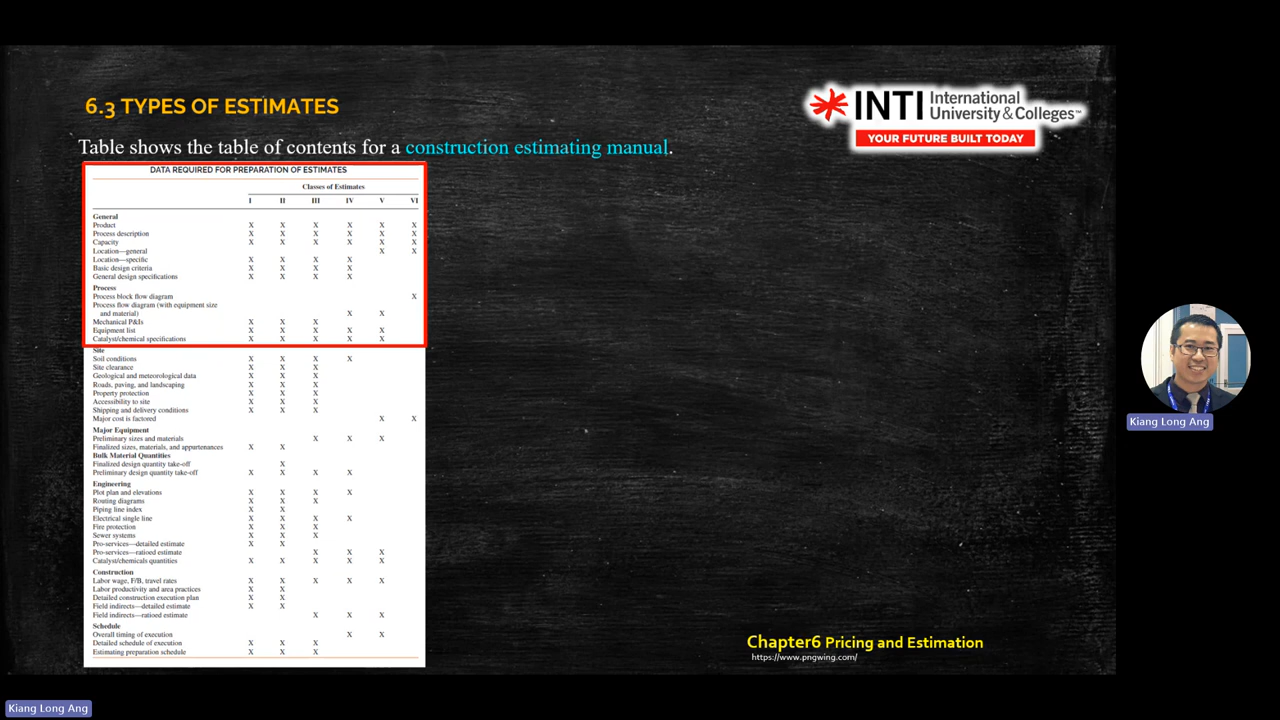 6.3 TYPES OF ESTIMATES
INTI International University & Colleges™
YOUR FUTURE BUILT TODAY
Table shows the table of contents for a construction estimating manual.
DATA REQUIRED FOR PREPARATION OF ESTIMATES
Classes of Estimates
I II III IV V VI
General
Product X X X X X X
Process description X X X X X X
Capacity X X X X X X
Location—general X X
Location—specific X X X X
Basic design criteria X X X X
General design specifications X X X X
Process
Process block flow diagram X
Process flow diagram (with equipment size
and material) X X
Mechanical P&Is X X X
Equipment list X X X X X
Catalyst/chemical specifications X X X X X
Site
Soil conditions X X X X
Site clearance X X X
Geological and meteorological data X X X
Roads, paving, and landscaping X X X
Property protection X X X
Accessibility to site X X X
Shipping and delivery conditions X X X
Major cost is factored X X
Major Equipment
Preliminary sizes and materials X X X
Finalized sizes, materials, and appurtenances X X
Bulk Material Quantities
Finalized design quantity take-off X
Preliminary design quantity take-off X X X X
Engineering
Plot plan and elevations X X X X
Routing diagrams X X X
Piping line index X X
Electrical single line X X X X
Fire protection X X X
Sewer systems X X X
Pro-services—detailed estimate X X
Pro-services—ratioed estimate X X X
Catalyst/chemicals quantities X X X X X
Construction
Labor wage, F/B, travel rates X X X X X
Labor productivity and area practices X X
Detailed construction execution plan X X
Field indirects—detailed estimate X X
Field indirects—ratioed estimate X X X
Schedule
Overall timing of execution X X
Detailed schedule of execution X X X
Estimating preparation schedule X X X
Chapter6 Pricing and Estimation
https://www.pngwing.com/
Kiang Long Ang
Kiang Long Ang